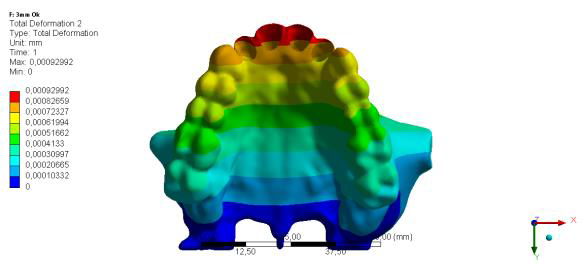 F: 3mm Ok
Total Deformation 2
Type: Total Deformation
Unit: mm
Time: 1
Max: 0,00092992
Min: 0
0,00092992
0,00082659
0,00072327
0,00061994
0,00051662
0,0004133
0,00030997
0,00020665
0,00010332
0
(mm)
12,50
37,50
X
Y